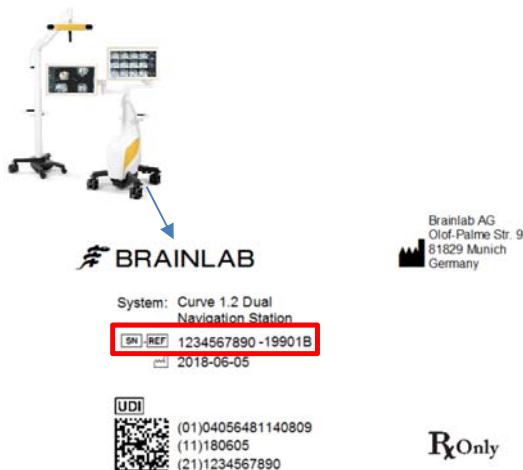 Brainlab AG
Olof-Palme Str. 9
81829 Munich
Germany
BRAINLAB
System: Curve 1.2 Dual
Navigation Station
SN-REF 1234567890 -19901B
2018-06-05
UDI
(01)04056481140809
(11)180605
(21)1234567890
Rx Only